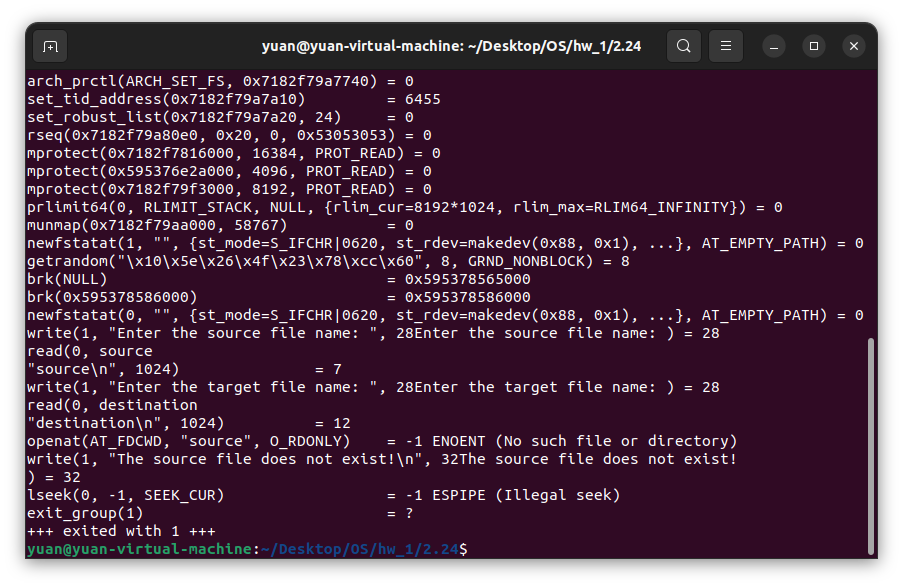 yuan@yuan-virtual-machine: ~/Desktop/OS/hw_1/2.24
arch_prctl(ARCH_SET_FS, 0x7182f79a7740) = 0
set_tid_address(0x7182f79a7a10)         = 6455
set_robust_list(0x7182f79a7a20, 24)     = 0
rseq(0x7182f79a80e0, 0x20, 0, 0x53053053) = 0
mprotect(0x7182f7816000, 16384, PROT_READ) = 0
mprotect(0x595376e2a000, 4096, PROT_READ) = 0
mprotect(0x7182f79f3000, 8192, PROT_READ) = 0
prlimit64(0, RLIMIT_STACK, NULL, {rlim_cur=8192*1024, rlim_max=RLIM64_INFINITY}) = 0
munmap(0x7182f79aa000, 58767)           = 0
newfstatat(1, "", {st_mode=S_IFCHR|0620, st_rdev=makedev(0x88, 0x1), ...}, AT_EMPTY_PATH) = 0
getrandom("\x10\x5e\x26\x4f\x23\x78\xcc\x60", 8, GRND_NONBLOCK) = 8
brk(NULL)                               = 0x595378565000
brk(0x595378586000)                     = 0x595378586000
newfstatat(0, "", {st_mode=S_IFCHR|0620, st_rdev=makedev(0x88, 0x1), ...}, AT_EMPTY_PATH) = 0
write(1, "Enter the source file name: ", 28Enter the source file name: ) = 28
read(0, source
"source\n", 1024)               = 7
write(1, "Enter the target file name: ", 28Enter the target file name: ) = 28
read(0, destination
"destination\n", 1024)          = 12
openat(AT_FDCWD, "source", O_RDONLY)    = -1 ENOENT (No such file or directory)
write(1, "The source file does not exist!\n", 32The source file does not exist!
) = 32
lseek(0, -1, SEEK_CUR)                  = -1 ESPIPE (Illegal seek)
exit_group(1)                           = ?
+++ exited with 1 +++
yuan@yuan-virtual-machine:~/Desktop/OS/hw_1/2.24$